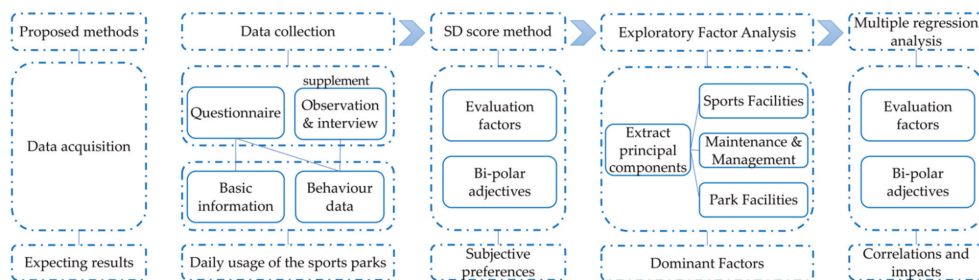 Proposed methods
Data acquisition
Expecting results
Data collection
supplement
Questionnaire
Observation
& interview
Basic
information
Behaviour
data
Daily usage of the sports parks
SD score method
Evaluation
factors
Bi-polar
adjectives
Subjective
preferences
Exploratory Factor Analysis
Extract
principal
components
Sports Facilities
Maintenance &
Management
Park Facilities
Dominant Factors
Multiple regression
analysis
Evaluation
factors
Bi-polar
adjectives
Correlations and
impacts